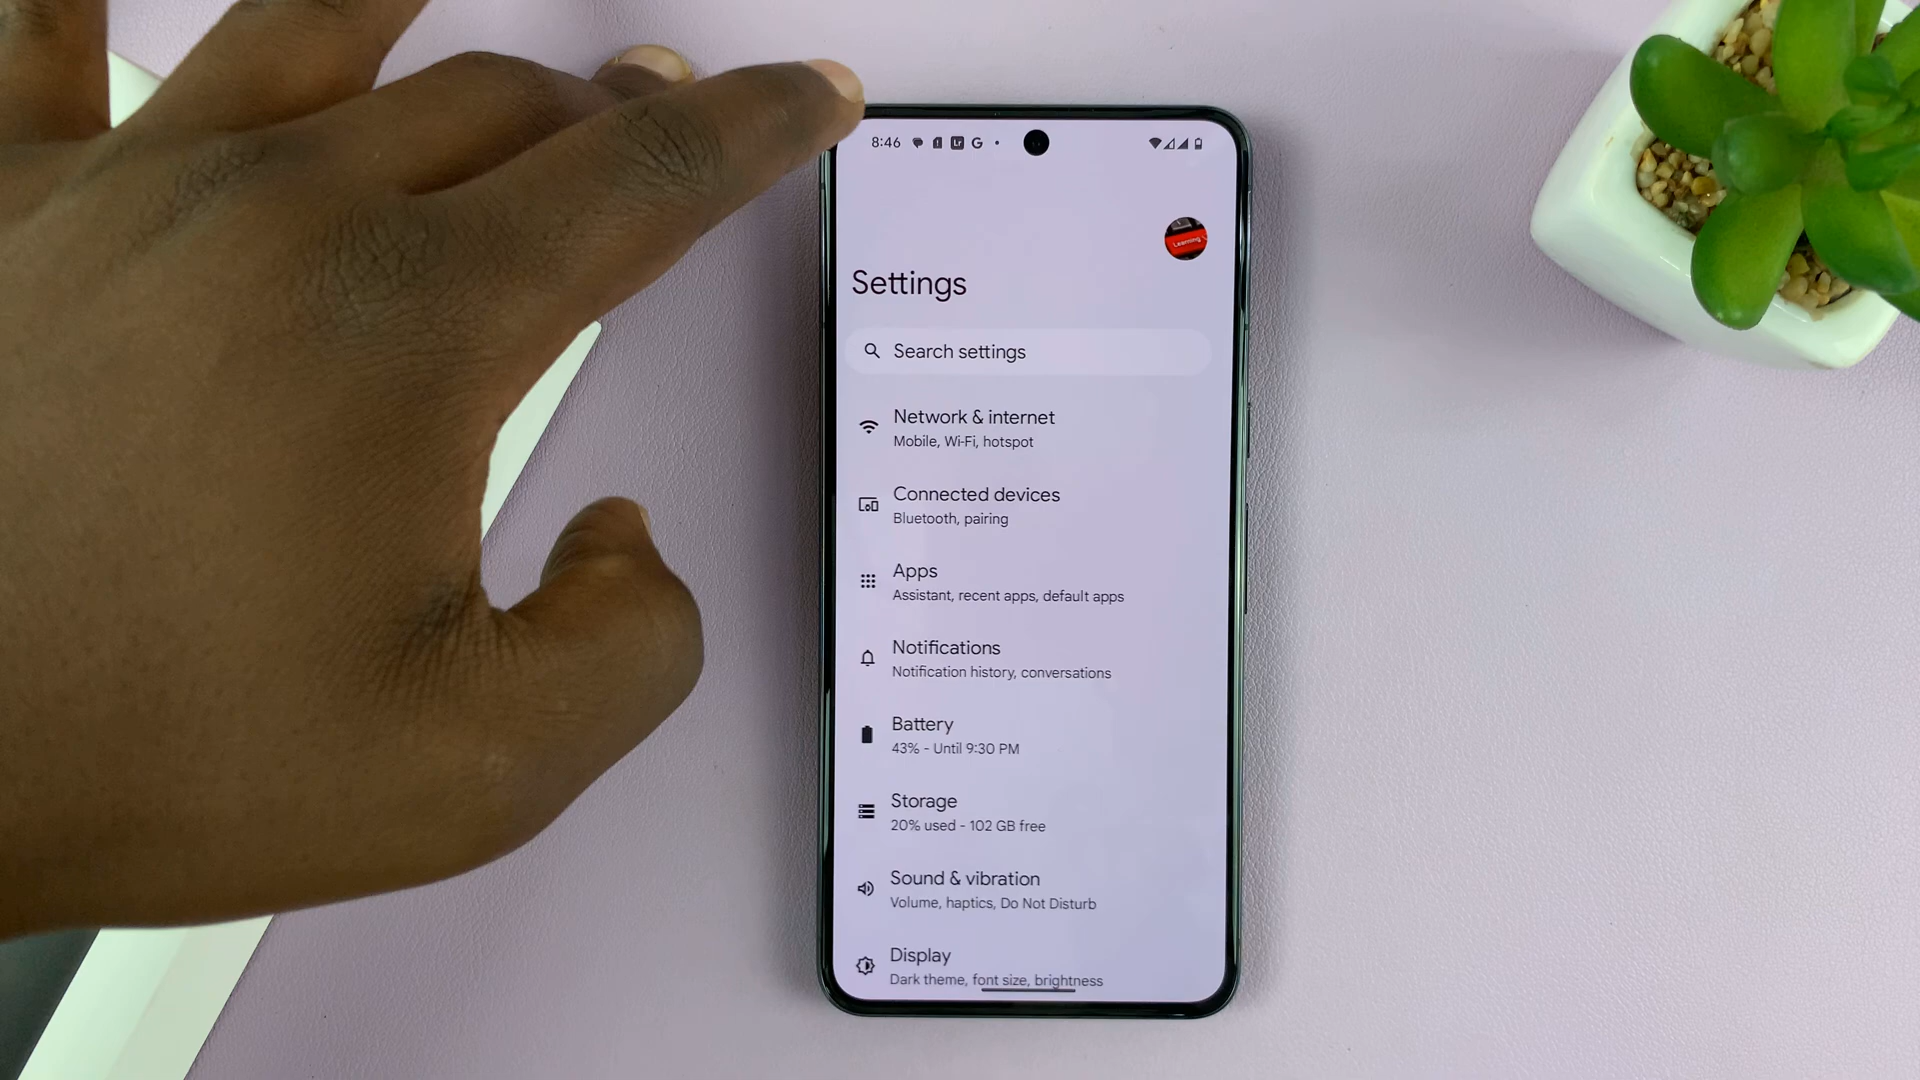 8:46
Learning
Settings
Search settings
Network & internet
Mobile, Wi-Fi, hotspot
Connected devices
Bluetooth, pairing
Apps
Assistant, recent apps, default apps
Notifications
Notification history, conversations
Battery
43% - Until 9:30 PM
Storage
20% used - 102 GB free
Sound & vibration
Volume, haptics, Do Not Disturb
Display
Dark theme, font size, brightness